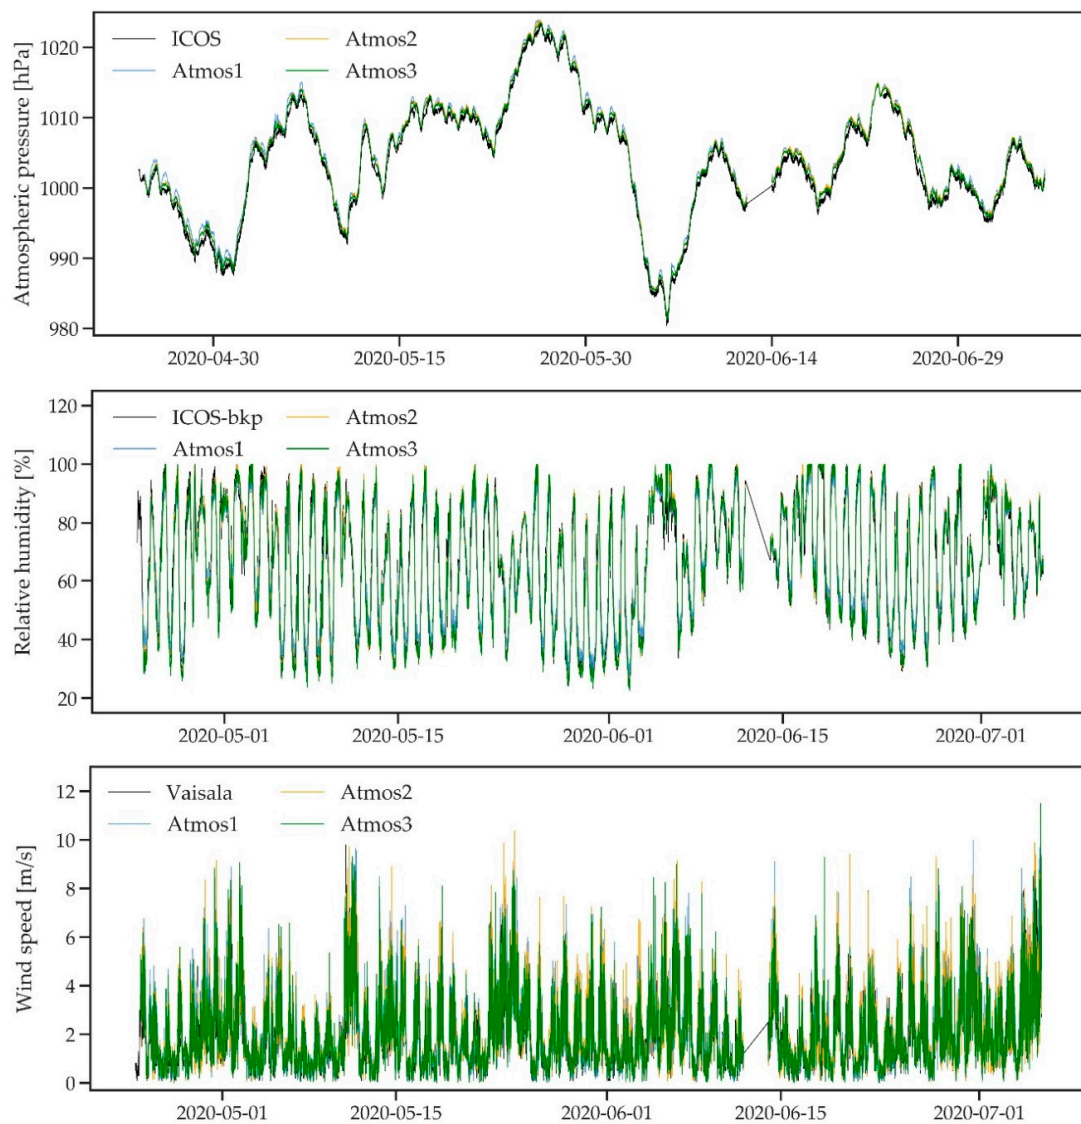 ICOS Atmos2
Atmos1 Atmos3
Atmospheric pressure [hPa]
1020
1010
1000
990
980
2020-04-30 2020-05-15 2020-05-30 2020-06-14 2020-06-29
ICOS-bkp Atmos2
Atmos1 Atmos3
Relative humidity [%]
120
100
80
60
40
20
2020-05-01 2020-05-15 2020-06-01 2020-06-15 2020-07-01
Vaisala Atmos2
Atmos1 Atmos3
Wind speed [m/s]
12
10
8
6
4
2
0
2020-05-01 2020-05-15 2020-06-01 2020-06-15 2020-07-01